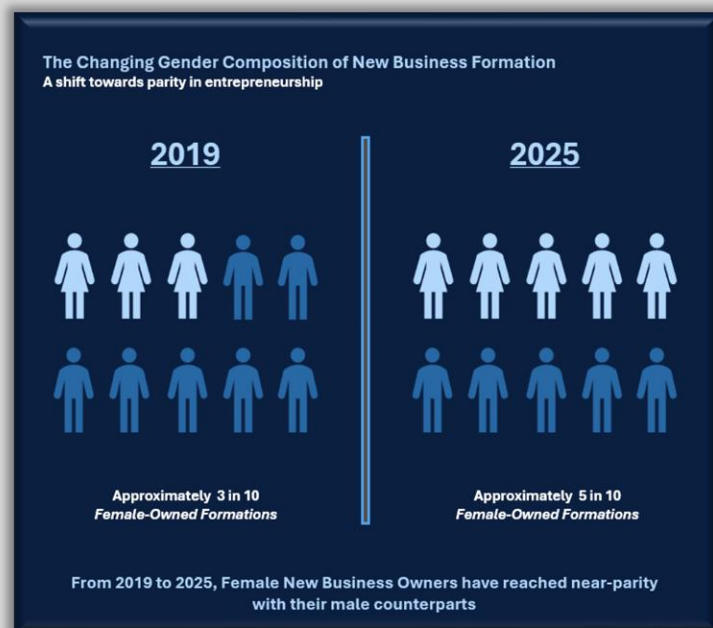 The Changing Gender Composition of New Business Formation
A shift towards parity in entrepreneurship
2019
2025
Approximately 3 in 10
Female-Owned Formations
Approximately 5 in 10
Female-Owned Formations
From 2019 to 2025, Female New Business Owners have reached near-parity
with their male counterparts